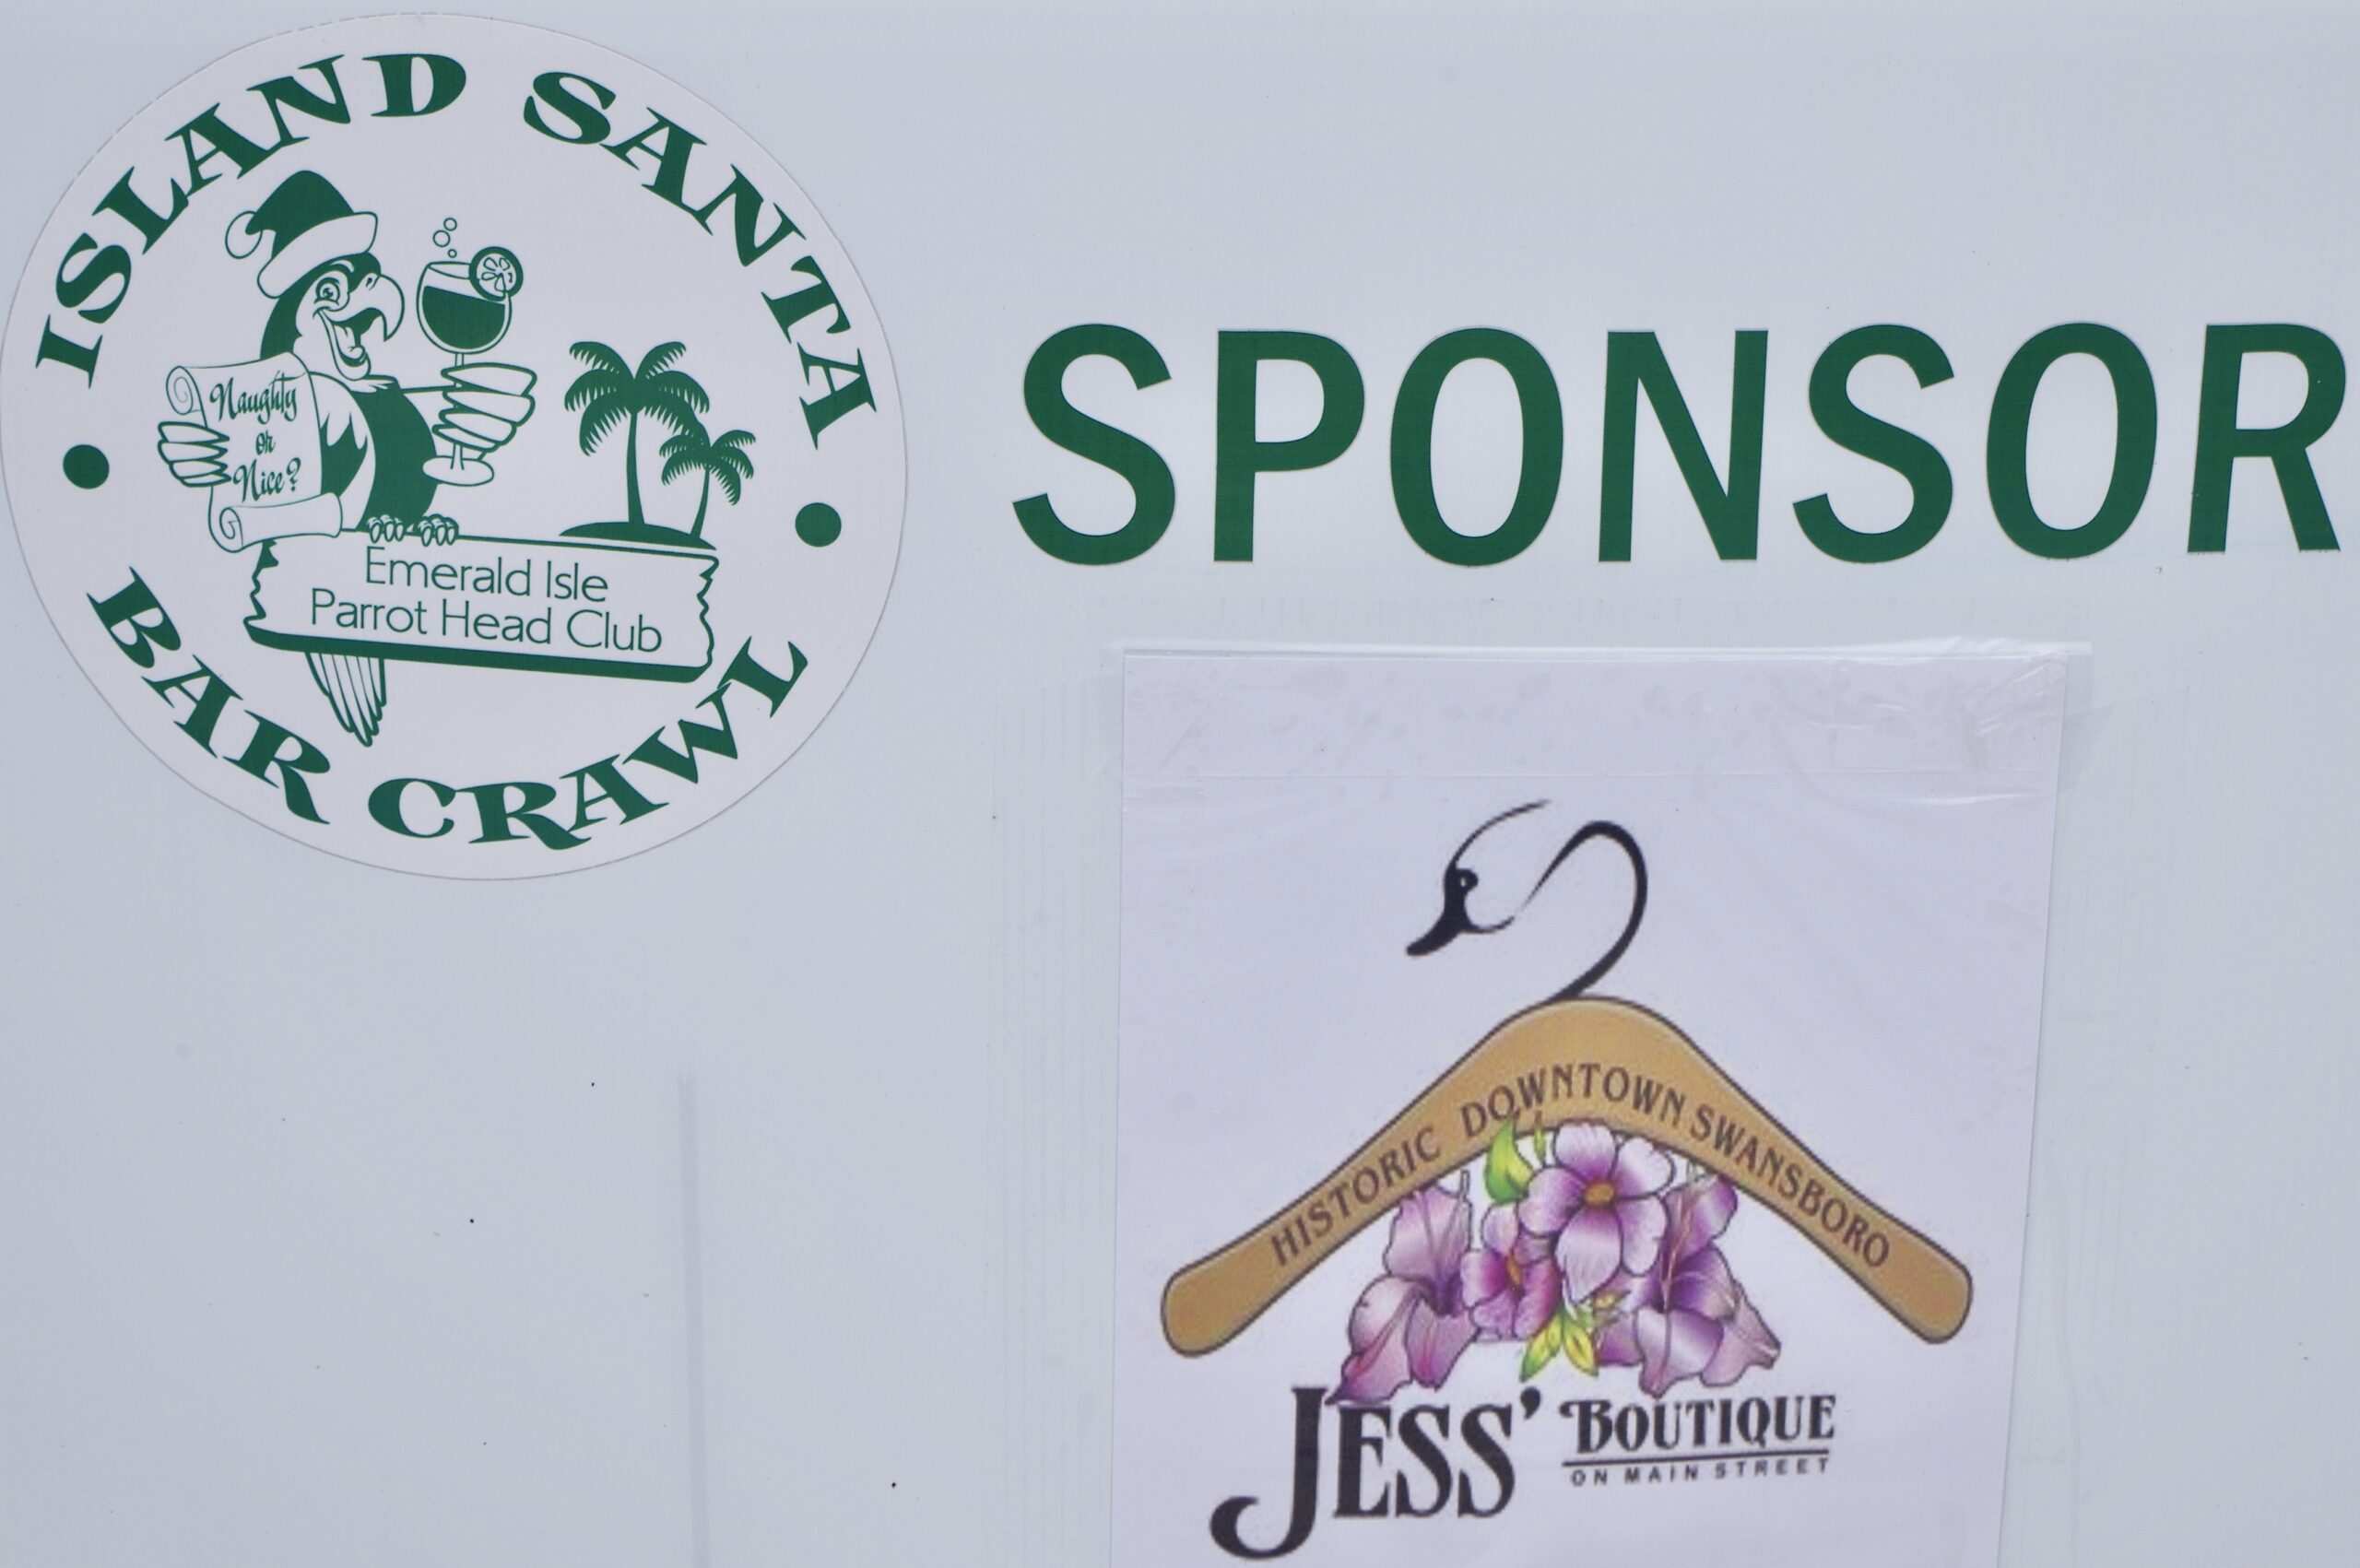 ISLAND SANTA
Naughty
or
Nice?
Emerald Isle
Parrot Head Club
BAR CRAWL
SPONSOR
HISTORIC DOWNTOWN SWANSBORO
JESS' BOUTIQUE
ON MAIN STREET